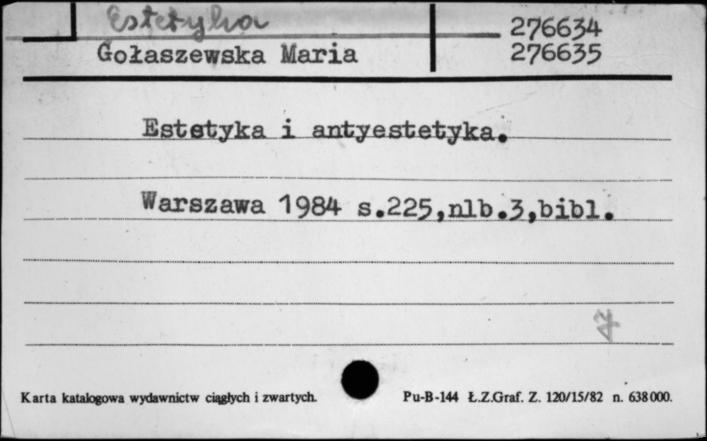 Estetyka
276634
Gołaszewska Maria
276635
Estetyka i antyestetyka.
Warszawa 1984 s.225,nlb.3,bibl.
Karta katalogowa wydawnictw ciągłych i zwartych.
Pu-B-144 Ł.Z.Graf. Z. 120/15/82 n. 638000.